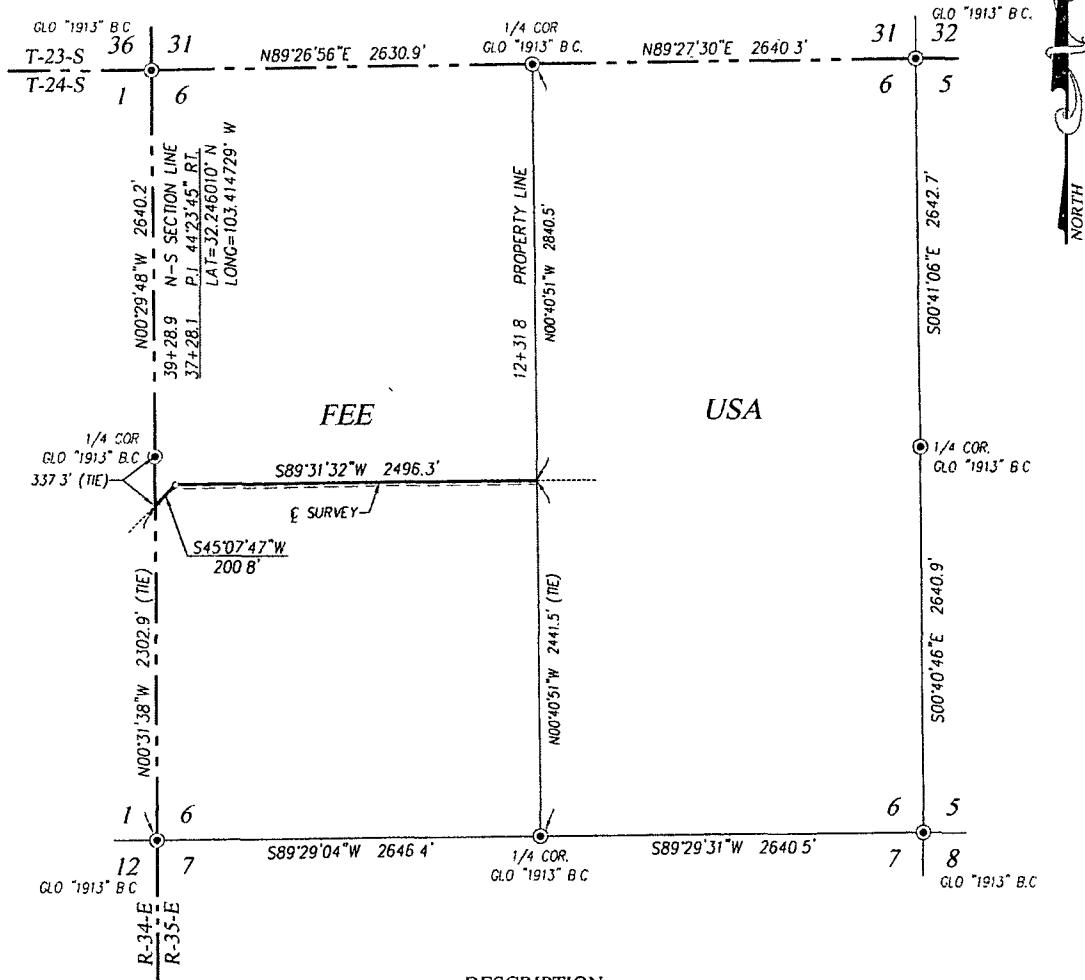 GLO "1913" B C
36 31
T-23-S
T-24-S
1 6
N89°26'56"E 2630.9'
1/4 COR
GLO "1913" B.C.
N89°27'30"E 2640 3'
GLO "1913" B.C.
31 32
6 5
NORTH
N00°29'48"W 2640.2'
39+28.9 N-S SECTION LINE
37+28.1 P.I. 44°23'45" RT.
LAT=32.246010° N
LONG=103.414729° W
12+31 8 PROPERTY LINE
N00°40'51"W 2840.5'
S00°41'06"E 2642.7'
FEE
USA
1/4 COR
GLO "1913" B.C
337 3' (TIE)
S89°31'32"W 2496.3'
℄ SURVEY
S45°07'47"W
200 8'
1/4 COR.
GLO "1913" B C
N00°31'38"W 2302.9' (TIE)
N00°40'51"W 2441.5' (TIE)
S00°40'46"E 2640.9'
1 6
12 7
GLO "1913" B C
S89°29'04"W 2646 4'
1/4 COR.
GLO "1913" B C
S89°29'31"W 2640 5'
6 5
7 8
GLO "1913" B.C
R-34-E
R-35-E